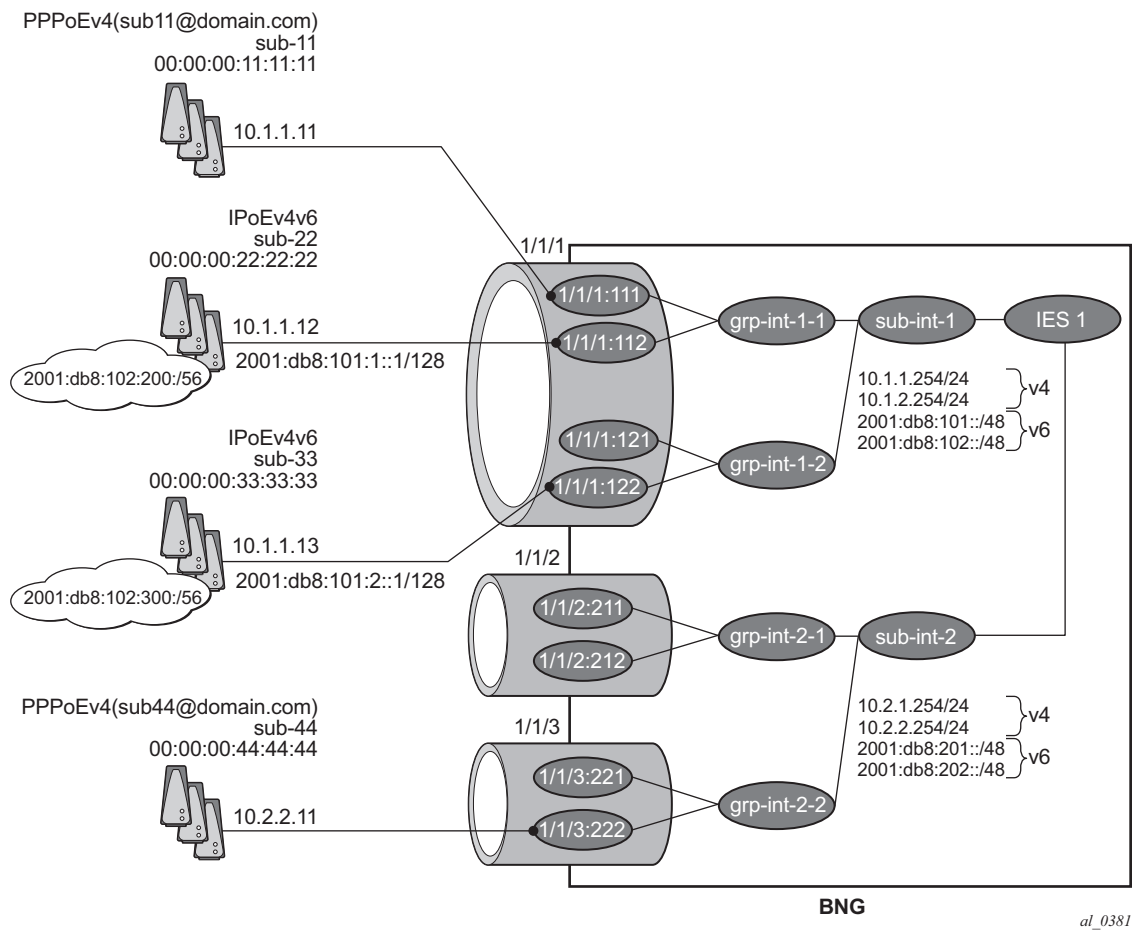 PPPoEv4(sub11@domain.com)
sub-11
00:00:00:11:11:11
10.1.1.11
IPoEv4v6
sub-22
00:00:00:22:22:22
10.1.1.12
2001:db8:101:1::1/128
2001:db8:102:200:/56
IPoEv4v6
sub-33
00:00:00:33:33:33
10.1.1.13
2001:db8:101:2::1/128
2001:db8:102:300:/56
PPPoEv4(sub44@domain.com)
sub-44
00:00:00:44:44:44
10.2.2.11
1/1/1
1/1/1:111
1/1/1:112
1/1/1:121
1/1/1:122
grp-int-1-1
grp-int-1-2
sub-int-1
IES 1
10.1.1.254/24
10.1.2.254/24
v4
2001:db8:101::/48
2001:db8:102::/48
v6
1/1/2
1/1/2:211
1/1/2:212
grp-int-2-1
sub-int-2
1/1/3
1/1/3:221
1/1/3:222
grp-int-2-2
10.2.1.254/24
10.2.2.254/24
v4
2001:db8:201::/48
2001:db8:202::/48
v6
BNG
al_0381